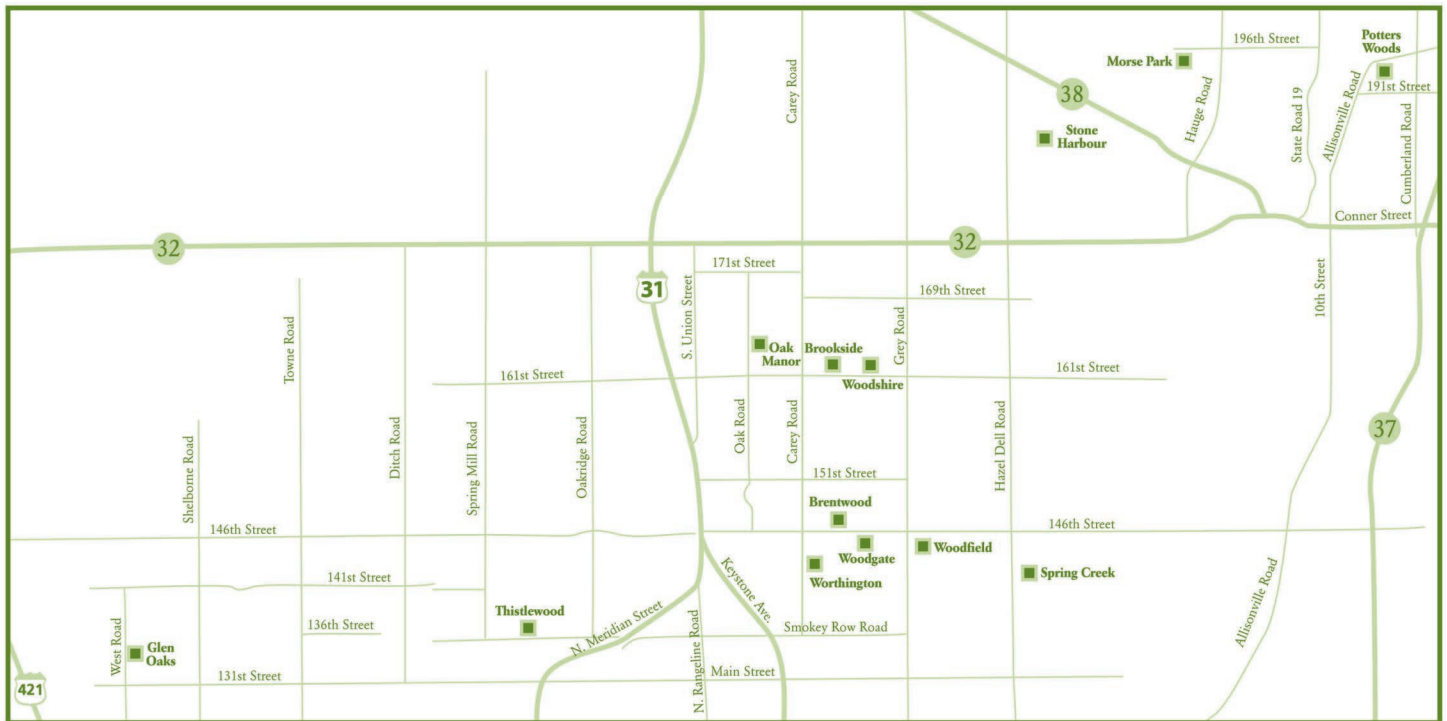 196th Street
Potters
Woods
Morse Park
191st Street
38
Carey Road
Hauge Road
State Road 19
Allisonville Road
Cumberland Road
Stone
Harbour
Conner Street
32
32
171st Street
31
169th Street
S. Union Street
10th Street
Towne Road
Grey Road
Oak
Manor
Brookside
161st Street
161st Street
Woodshire
Shelborne Road
Ditch Road
Spring Mill Road
Oakridge Road
Oak Road
Carey Road
Hazel Dell Road
37
151st Street
Brentwood
146th Street
146th Street
Woodgate
Woodfield
Worthington
Spring Creek
141st Street
Keystone Ave.
Allisonville Road
Thistlewood
N. Meridian Street
136th Street
Smokey Row Road
West Road
Glen
Oaks
N. Rangeline Road
Main Street
131st Street
421